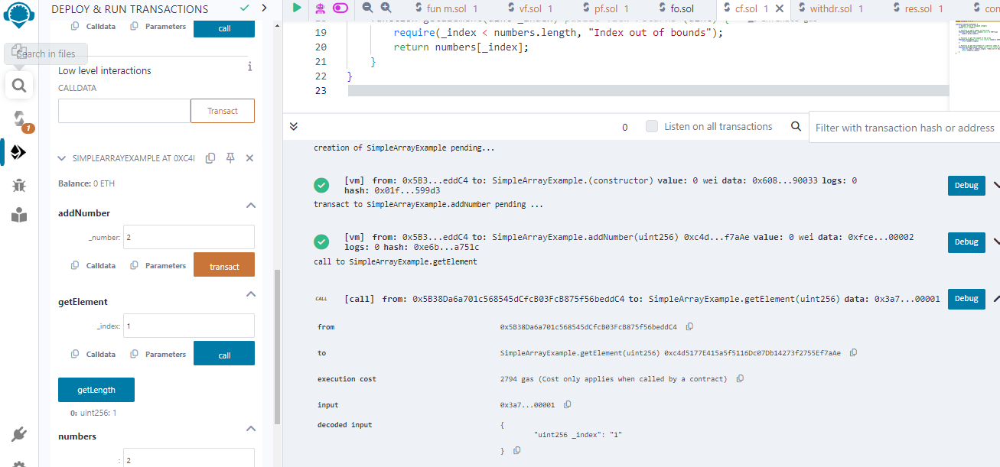 DEPLOY & RUN TRANSACTIONS
Calldata Parameters call
Search in files
Low level interactions
CALLDATA
Transact
1
SIMPLEARRAYEXAMPLE AT 0XC4
Balance: 0 ETH
addNumber
_number: 2
Calldata Parameters transact
getElement
_index: 1
Calldata Parameters call
getLength
0: uint256: 1
numbers
: 2
fun m.sol 1 vf.sol 1 pf.sol 1 fo.sol cf.sol 1 withdr.sol 1 res.sol 1 con
19 require(_index < numbers.length, "Index out of bounds");
20 return numbers[_index];
21 }
22 }
23
0 Listen on all transactions Filter with transaction hash or address
creation of SimpleArrayExample pending...
[vm] from: 0x5B3...eddC4 to: SimpleArrayExample.(constructor) value: 0 wei data: 0x608...90033 logs: 0
hash: 0x01f...599d3
Debug
transact to SimpleArrayExample.addNumber pending ...
[vm] from: 0x5B3...eddC4 to: SimpleArrayExample.addNumber(uint256) 0xc4d...f7aAe value: 0 wei data: 0xfce...00002
logs: 0 hash: 0xe6b...a751c
Debug
call to SimpleArrayExample.getElement
CALL [call] from: 0x5B38Da6a701c568545dCfcB03FcB875f56beddC4 to: SimpleArrayExample.getElement(uint256) data: 0x3a7...00001
Debug
from 0x5B38Da6a701c568545dCfcB03FcB875f56beddC4
to SimpleArrayExample.getElement(uint256) 0xc4d5177E415a5f5116Dc07Db14273f2755Ef7aAe
execution cost 2794 gas (Cost only applies when called by a contract)
input 0x3a7...00001
decoded input {
"uint256 _index": "1"
}